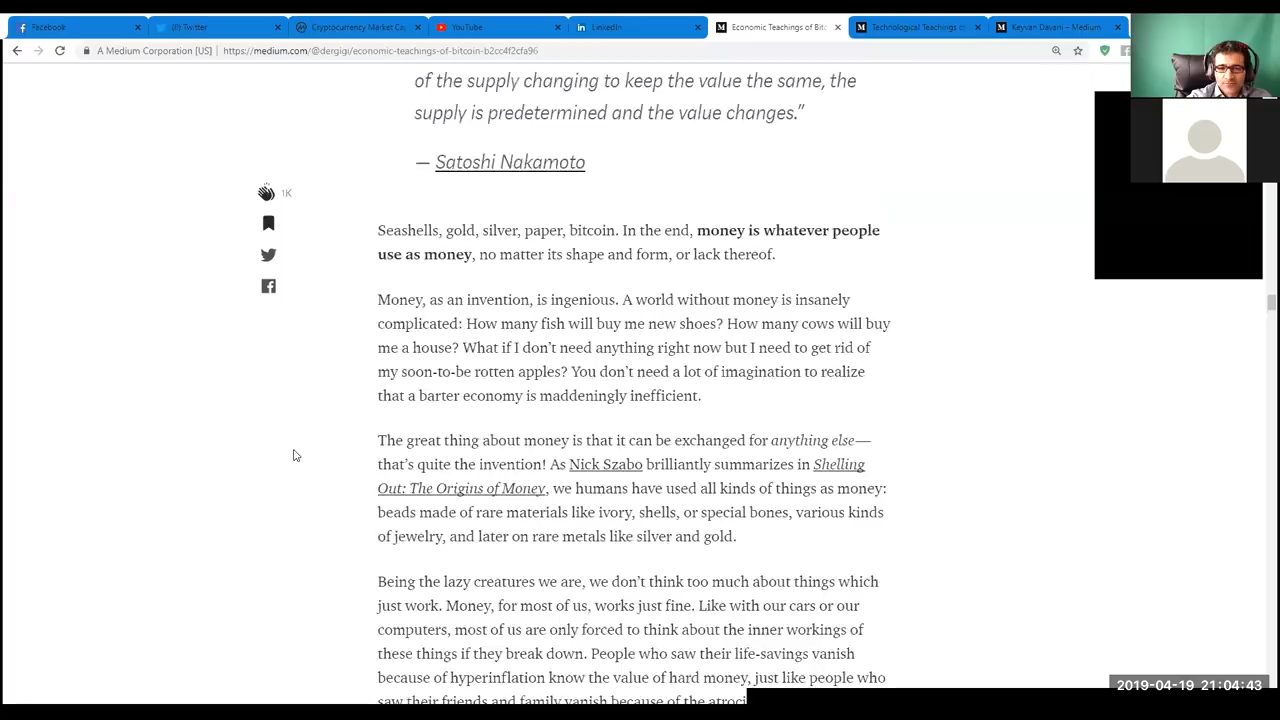 Facebook
(!) Twitter
Cryptocurrency Market Ca
YouTube
LinkedIn
Economic Teachings of Bitc
Technological Teachings o
Keyvan Davani – Medium
A Medium Corporation [US] | https://medium.com/@dergigi/economic-teachings-of-bitcoin-b2cc4f2cfa96
of the supply changing to keep the value the same, the
supply is predetermined and the value changes.”
— Satoshi Nakamoto
1K
Seashells, gold, silver, paper, bitcoin. In the end, money is whatever people
use as money, no matter its shape and form, or lack thereof.
Money, as an invention, is ingenious. A world without money is insanely
complicated: How many fish will buy me new shoes? How many cows will buy
me a house? What if I don’t need anything right now but I need to get rid of
my soon-to-be rotten apples? You don’t need a lot of imagination to realize
that a barter economy is maddeningly inefficient.
The great thing about money is that it can be exchanged for anything else—
that’s quite the invention! As Nick Szabo brilliantly summarizes in Shelling
Out: The Origins of Money, we humans have used all kinds of things as money:
beads made of rare materials like ivory, shells, or special bones, various kinds
of jewelry, and later on rare metals like silver and gold.
Being the lazy creatures we are, we don’t think too much about things which
just work. Money, for most of us, works just fine. Like with our cars or our
computers, most of us are only forced to think about the inner workings of
these things if they break down. People who saw their life-savings vanish
because of hyperinflation know the value of hard money, just like people who
saw their friends and family vanish because of the atroci
2019-04-19 21:04:43